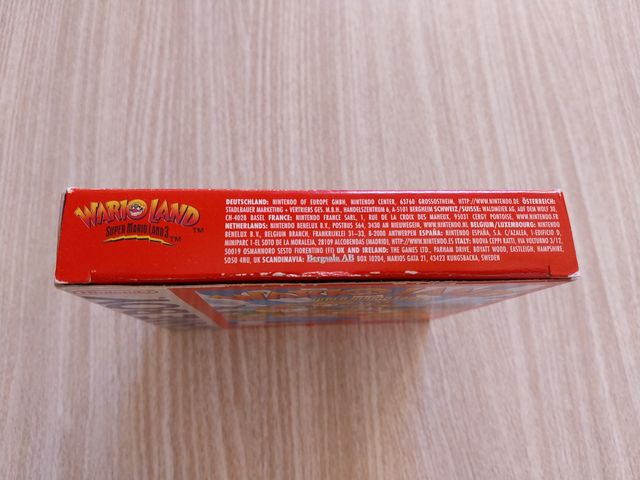 WARIO LAND™
SUPER MARIO LAND 3™
DEUTSCHLAND: NINTENDO OF EUROPE GMBH, NINTENDO CENTER, 63760 GROSSOSTHEIM, HTTP://WWW.NINTENDO.DE ÖSTERREICH:
STADLBAUER MARKETING + VERTRIEBS GES. M.B.H., HANDELSZENTRUM 6, A-5101 BERGHEIM SCHWEIZ/SUISSE: WALDMEIER AG, AUF DEM WOLF 30,
CH-4028 BASEL FRANCE: NINTENDO FRANCE SARL, 1, RUE DE LA CROIX DES MAHEUX, 95031 CERGY PONTOISE, WWW.NINTENDO.FR
NETHERLANDS: NINTENDO BENELUX B.V., POSTBUS 564, 3430 AN NIEUWEGEIN, WWW.NINTENDO.NL BELGIUM/LUXEMBOURG: NINTENDO
BENELUX B.V., BELGIUM BRANCH, FRANKRIJKLEI 31–33, B-2000 ANTWERPEN ESPAÑA: NINTENDO ESPAÑA, S.A. C/AZALEA, 1-EDIFICIO D,
MINIPARC 1-EL SOTO DE LA MORALEJA, 28109 ALCOBENDAS (MADRID), HTTP://WWW.NINTENDO.ES ITALY: NUOVA CEPPI RATTI, VIA VOLTURNO 3/12,
50019 OSMANNORO SESTO FIORENTINO (FI) UK AND IRELAND: THE GAMES LTD., PARHAM DRIVE, BOYATT WOOD, EASTLEIGH, HAMPSHIRE,
SO50 4NU, UK SCANDINAVIA: Bergsala AB BOX 10204, MARIOS GATA 21, 43423 KUNGSBACKA, SWEDEN